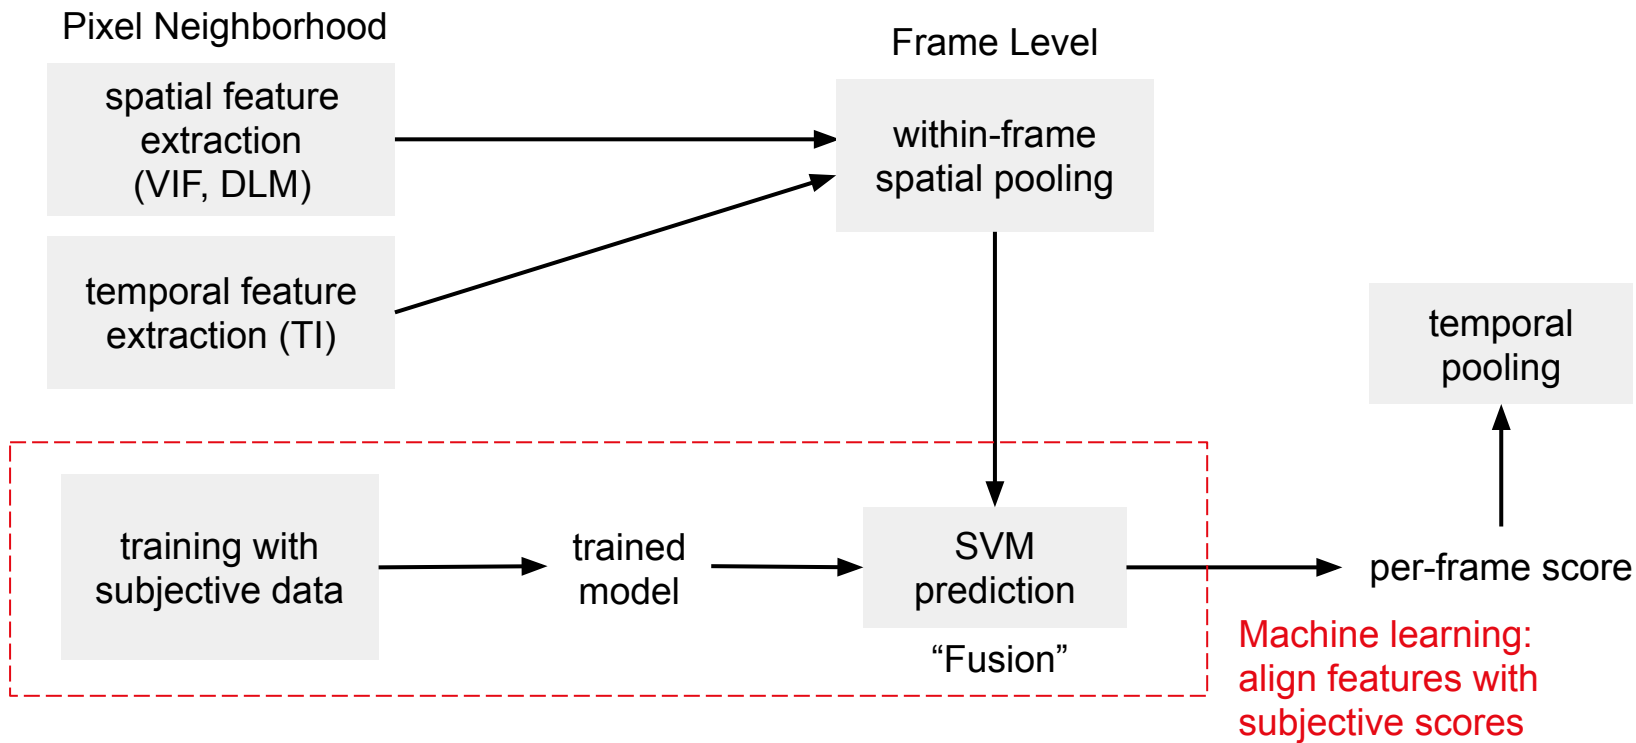 Pixel Neighborhood
spatial feature
extraction
(VIF, DLM)
temporal feature
extraction (TI)
Frame Level
within-frame
spatial pooling
temporal
pooling
training with
subjective data
trained
model
SVM
prediction
“Fusion”
per-frame score
Machine learning:
align features with
subjective scores